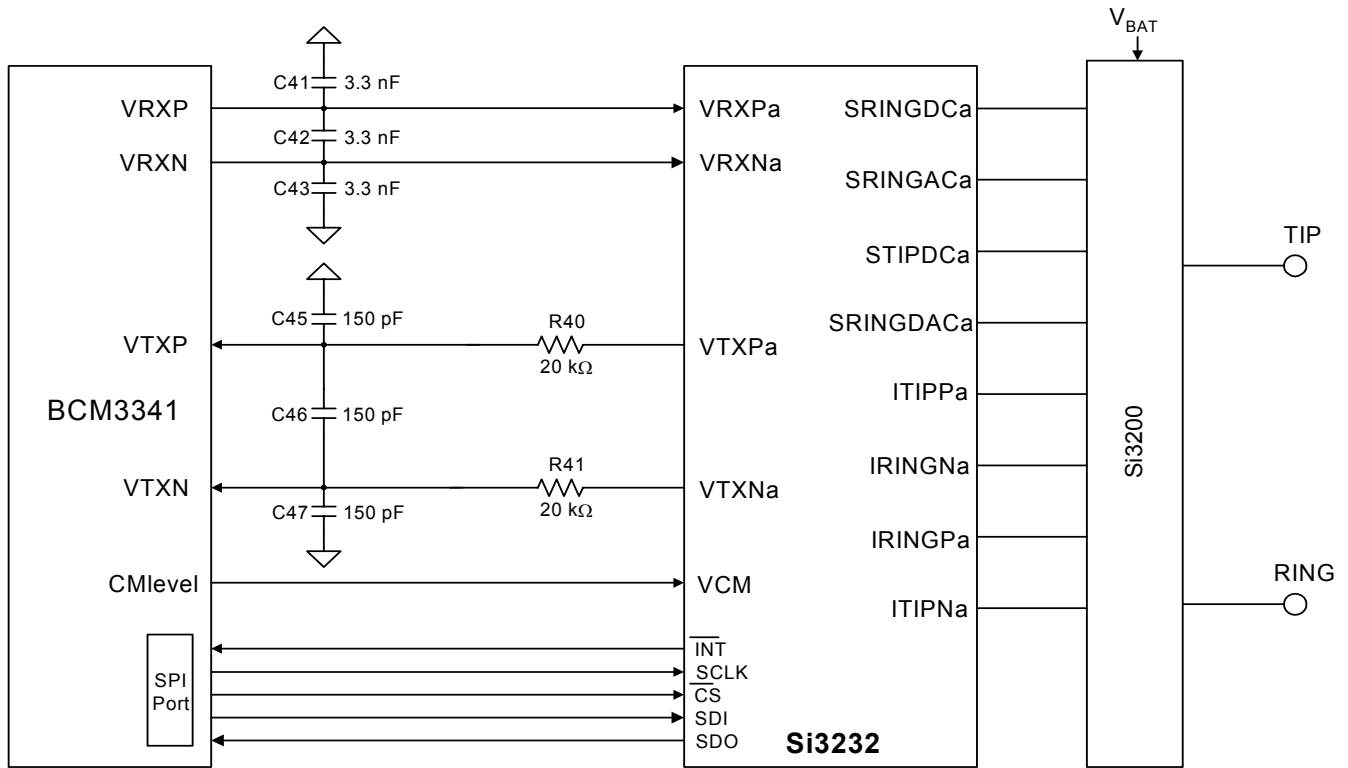 V_BAT
C41 3.3 nF
VRXP VRXPa SRINGDCa
C42 3.3 nF
VRXN VRXNa
C43 3.3 nF
SRINGACa
TIP
STIPDCa
C45 150 pF
R40
SRINGDACa
VTXP VTXPa
20 kΩ
ITIPPa
BCM3341
C46 150 pF
Si3200
R41
IRINGNa
VTXN VTXNa
C47 150 pF
20 kΩ
IRINGPa
RING
CMlevel VCM
ITIPNa
INT
SCLK
SPI
Port
CS
SDI
SDO
Si3232